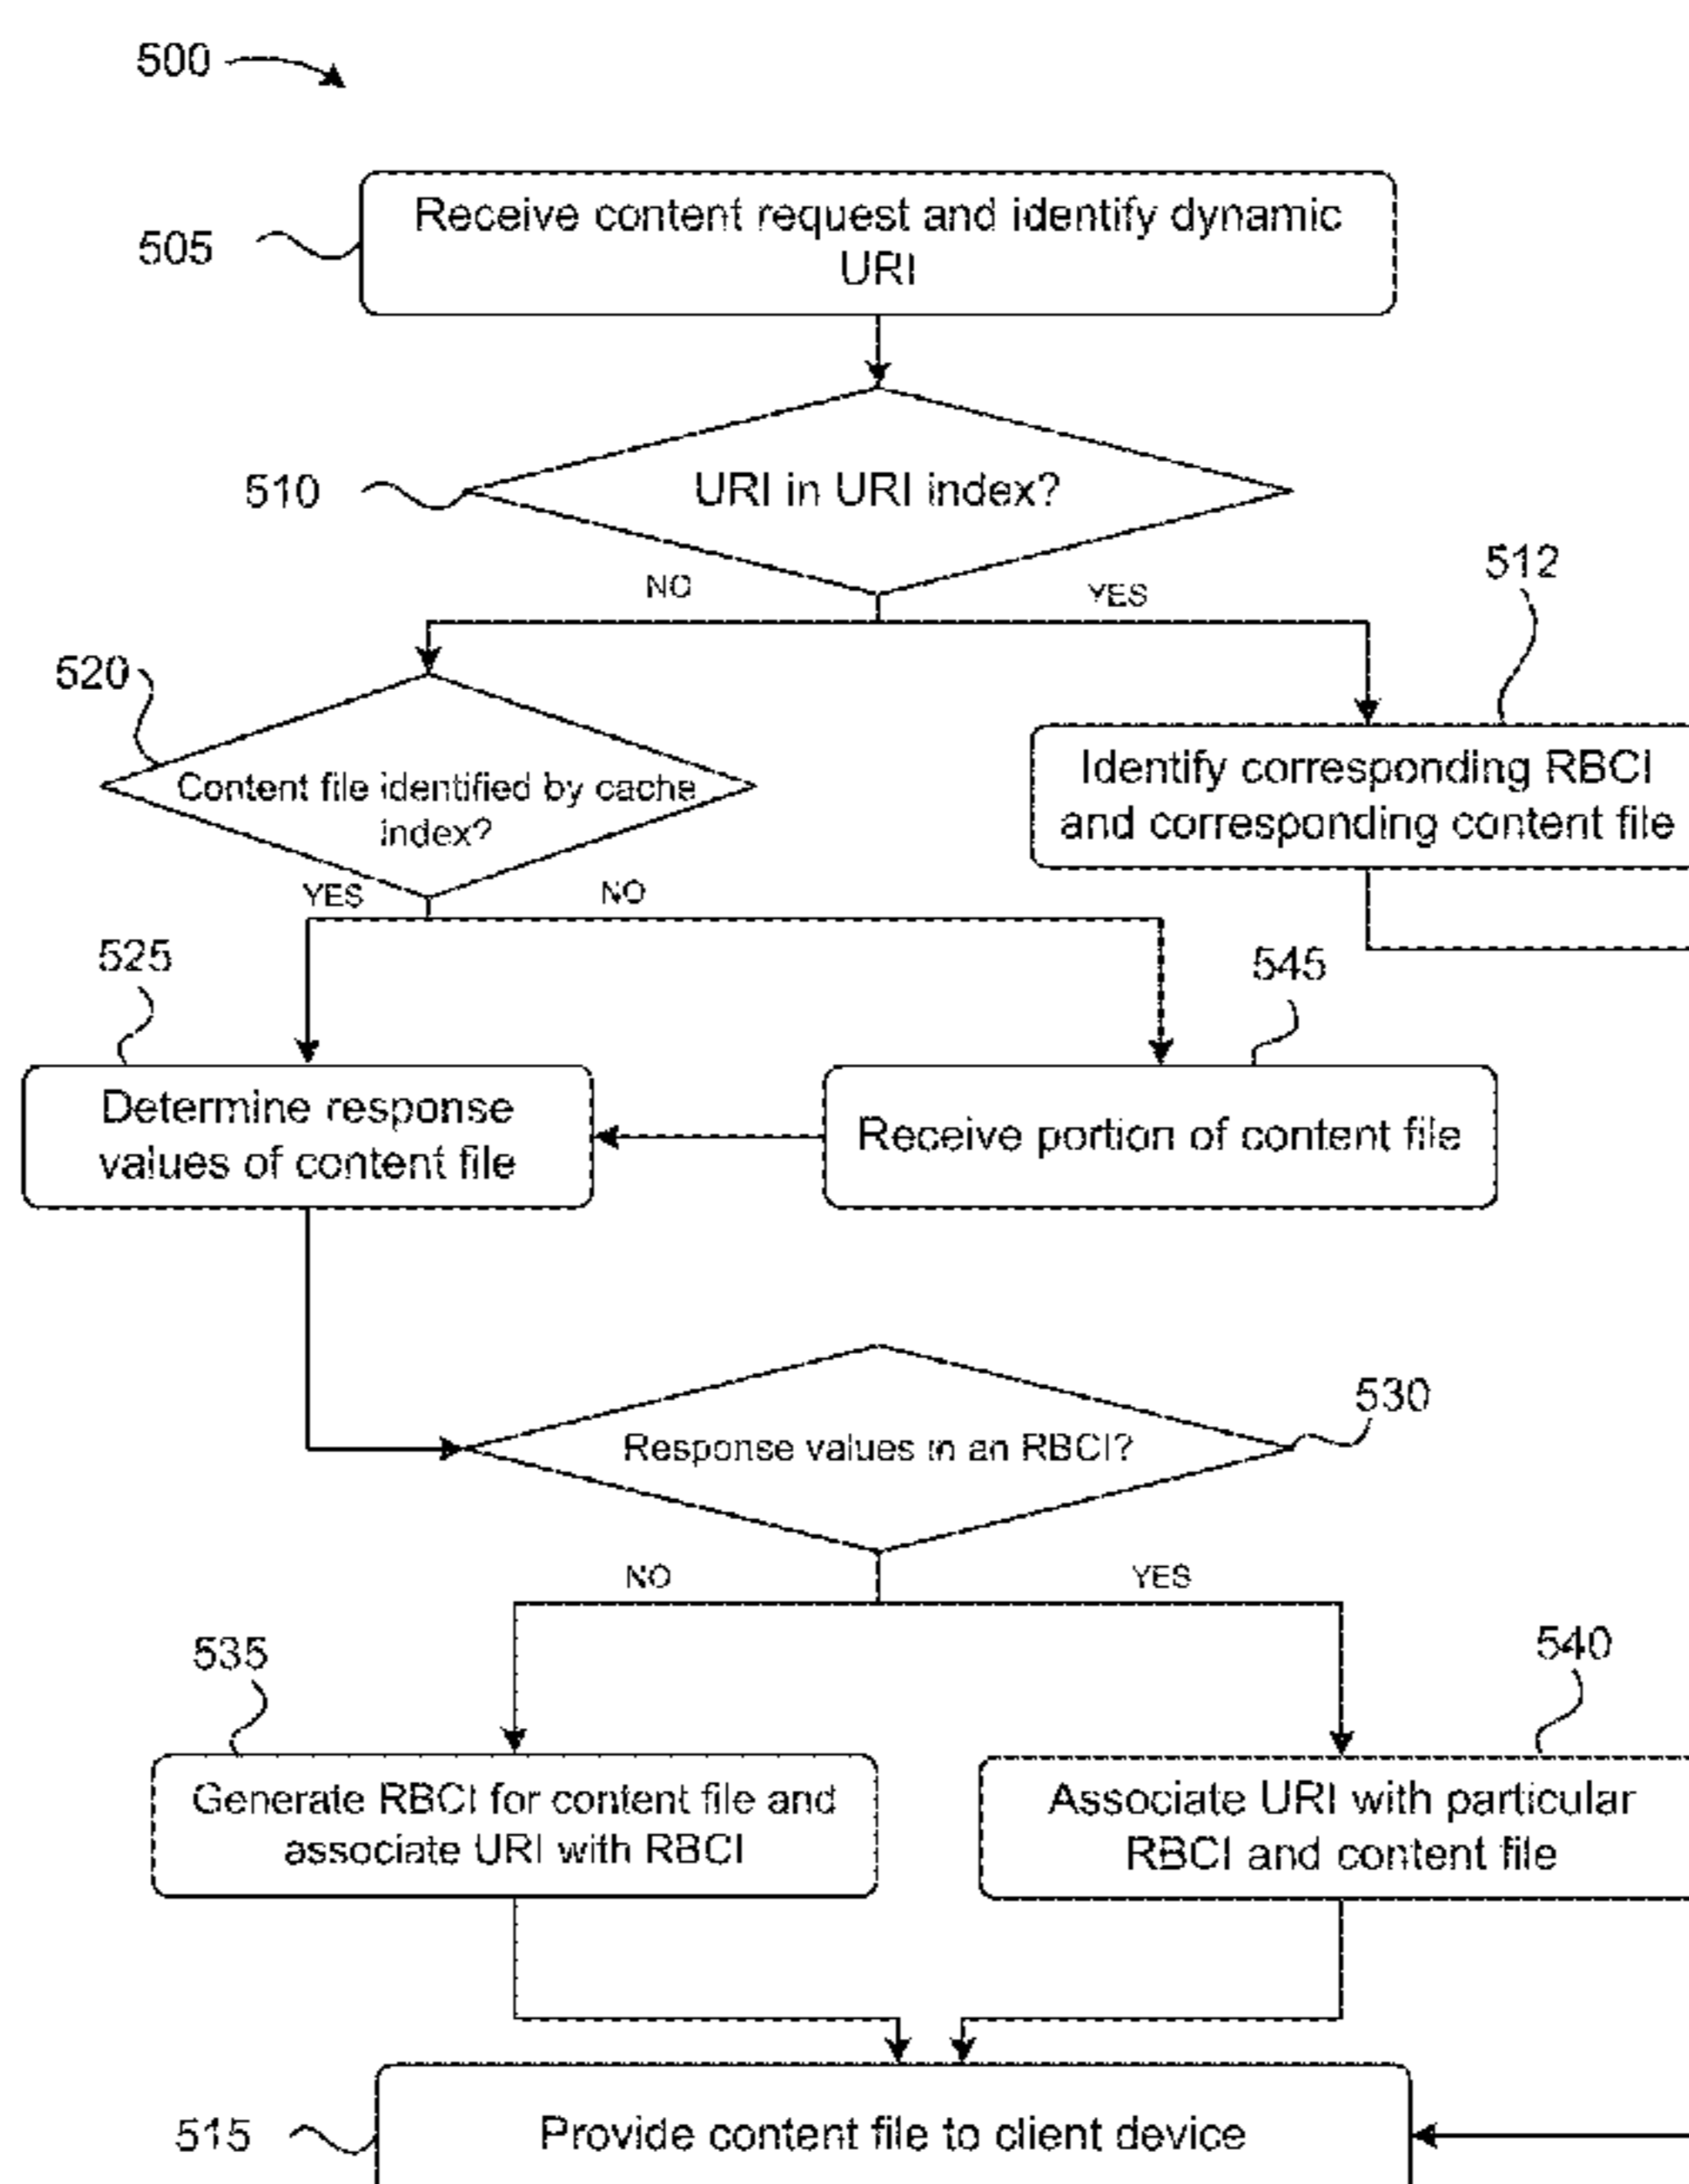 500
505
Receive content request and identify dynamic
URI
510
URI in URI index?
NO
YES
512
520
Content file identified by cache
index?
Identify corresponding RBCI
and corresponding content file
YES
NO
525
545
Determine response
values of content file
Receive portion of content file
530
Response values in an RBCI?
NO
YES
535
540
Generate RBCI for content file and
associate URI with RBCI
Associate URI with particular
RBCI and content file
515
Provide content file to client device